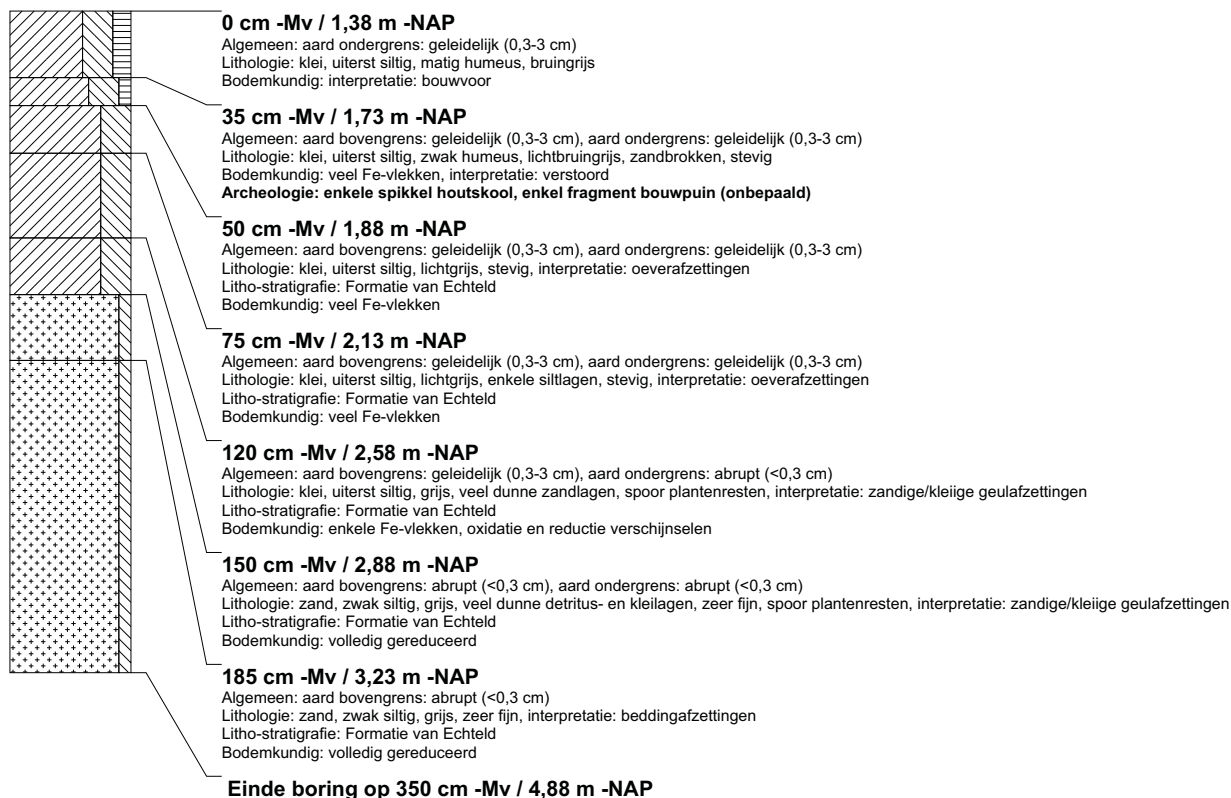 0 cm -Mv / 1,38 m -NAP
Algemeen: aard ondergrens: geleidelijk (0,3-3 cm)
Lithologie: klei, uiterst siltig, matig humeus, bruingrijs
Bodemkundig: interpretatie: bouwvoor
35 cm -Mv / 1,73 m -NAP
Algemeen: aard bovengrens: geleidelijk (0,3-3 cm), aard ondergrens: geleidelijk (0,3-3 cm)
Lithologie: klei, uiterst siltig, zwak humeus, lichtbruingrijs, zandbrokken, stevig
Bodemkundig: veel Fe-vlekken, interpretatie: verstoord
Archeologie: enkele spikkel houtskool, enkel fragment bouwpuin (onbepaald)
50 cm -Mv / 1,88 m -NAP
Algemeen: aard bovengrens: geleidelijk (0,3-3 cm), aard ondergrens: geleidelijk (0,3-3 cm)
Lithologie: klei, uiterst siltig, lichtgrijs, stevig, interpretatie: oeverafzettingen
Litho-stratigrafie: Formatie van Echteld
Bodemkundig: veel Fe-vlekken
75 cm -Mv / 2,13 m -NAP
Algemeen: aard bovengrens: geleidelijk (0,3-3 cm), aard ondergrens: geleidelijk (0,3-3 cm)
Lithologie: klei, uiterst siltig, lichtgrijs, enkele siltlagen, stevig, interpretatie: oeverafzettingen
Litho-stratigrafie: Formatie van Echteld
Bodemkundig: veel Fe-vlekken
120 cm -Mv / 2,58 m -NAP
Algemeen: aard bovengrens: geleidelijk (0,3-3 cm), aard ondergrens: abrupt (<0,3 cm)
Lithologie: klei, uiterst siltig, grijs, veel dunne zandlagen, spoor plantenresten, interpretatie: zandige/kleiige geulafzettingen
Litho-stratigrafie: Formatie van Echteld
Bodemkundig: enkele Fe-vlekken, oxidatie en reductie verschijnselen
150 cm -Mv / 2,88 m -NAP
Algemeen: aard bovengrens: abrupt (<0,3 cm), aard ondergrens: abrupt (<0,3 cm)
Lithologie: zand, zwak siltig, grijs, veel dunne detritus- en kleilagen, zeer fijn, spoor plantenresten, interpretatie: zandige/kleiige geulafzettingen
Litho-stratigrafie: Formatie van Echteld
Bodemkundig: volledig gereduceerd
185 cm -Mv / 3,23 m -NAP
Algemeen: aard bovengrens: abrupt (<0,3 cm)
Lithologie: zand, zwak siltig, grijs, zeer fijn, interpretatie: beddingafzettingen
Litho-stratigrafie: Formatie van Echteld
Bodemkundig: volledig gereduceerd
Einde boring op 350 cm -Mv / 4,88 m -NAP